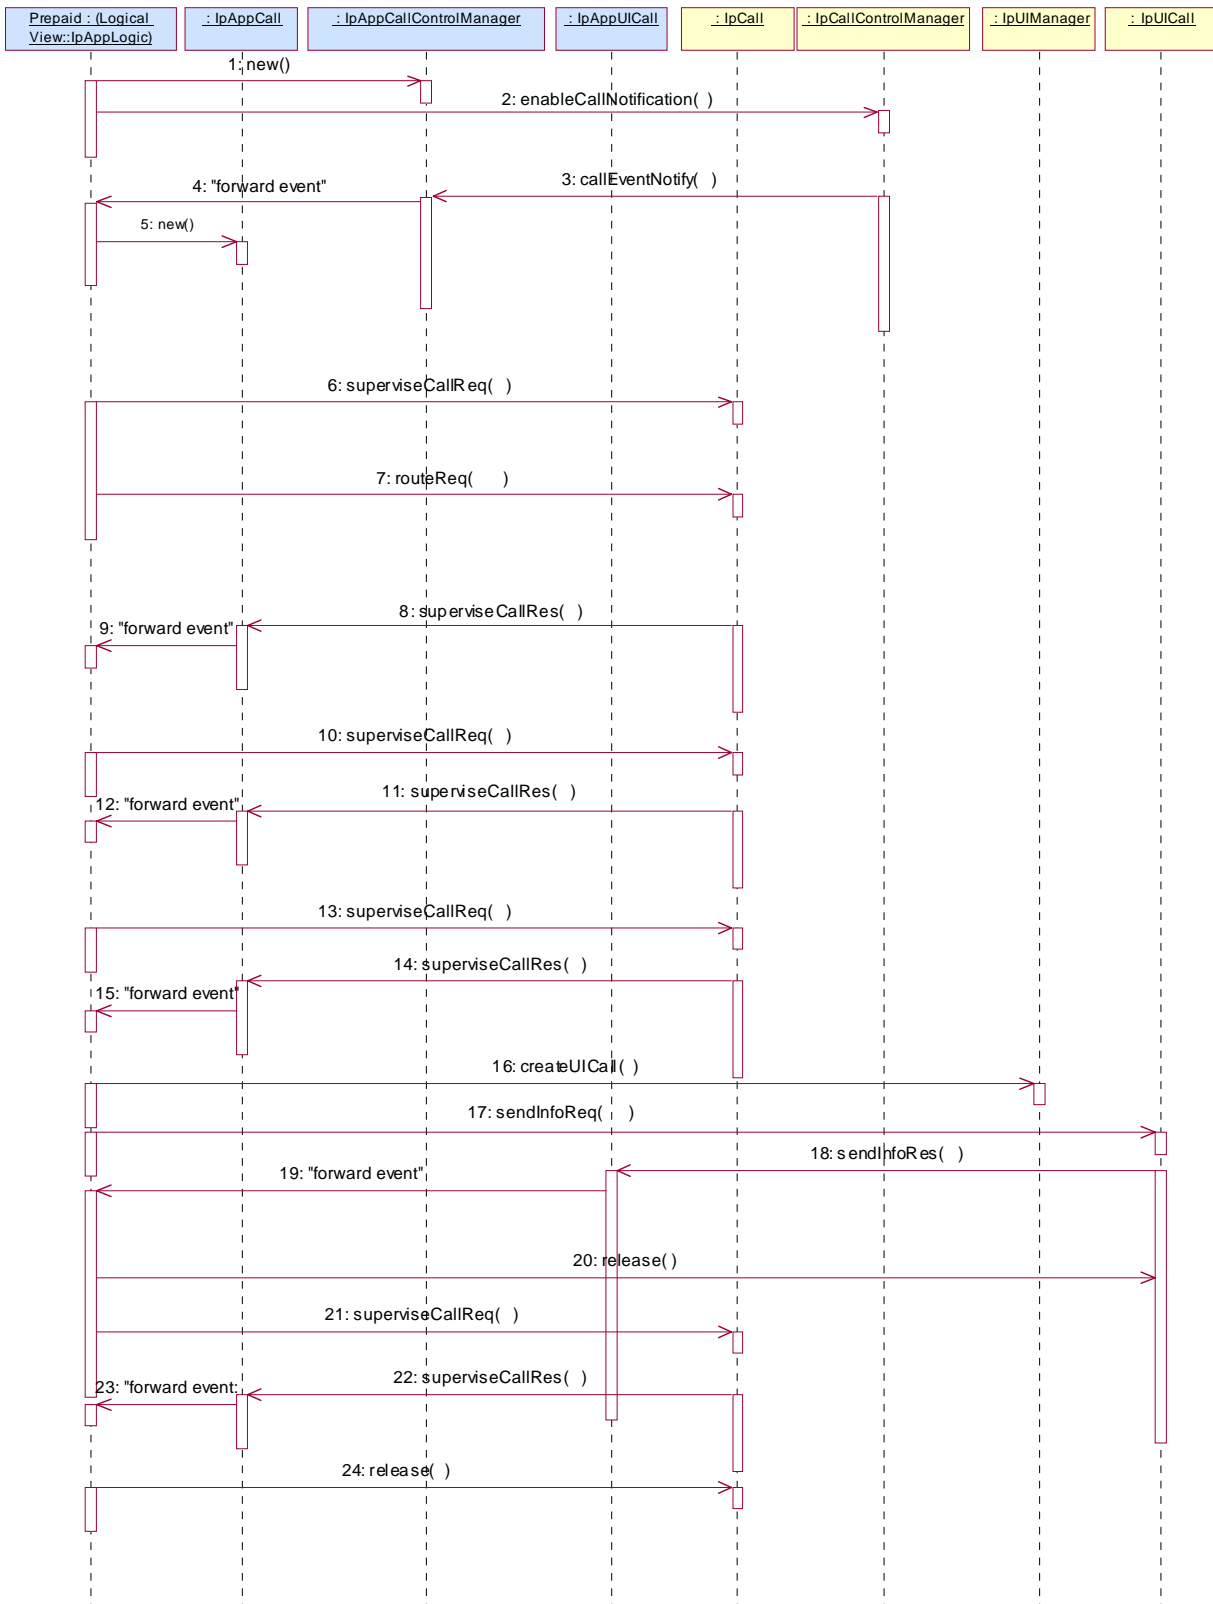 Prepaid : (Logical
View::IpAppLogic)
: IpAppCall
: IpAppCallControlManager
: IpAppUICall
: IpCall
: IpCallControlManager
: IpUIManager
: IpUICall
1: new()
2: enableCallNotification( )
3: callEventNotify( )
4: "forward event"
5: new()
6: superviseCallReq( )
7: routeReq( )
8: superviseCallRes( )
9: "forward event"
10: superviseCallReq( )
11: superviseCallRes( )
12: "forward event"
13: superviseCallReq( )
14: superviseCallRes( )
15: "forward event"
16: createUICall( )
17: sendInfoReq( )
18: sendInfoRes( )
19: "forward event"
20: release( )
21: superviseCallReq( )
22: superviseCallRes( )
23: "forward event:
24: release( )